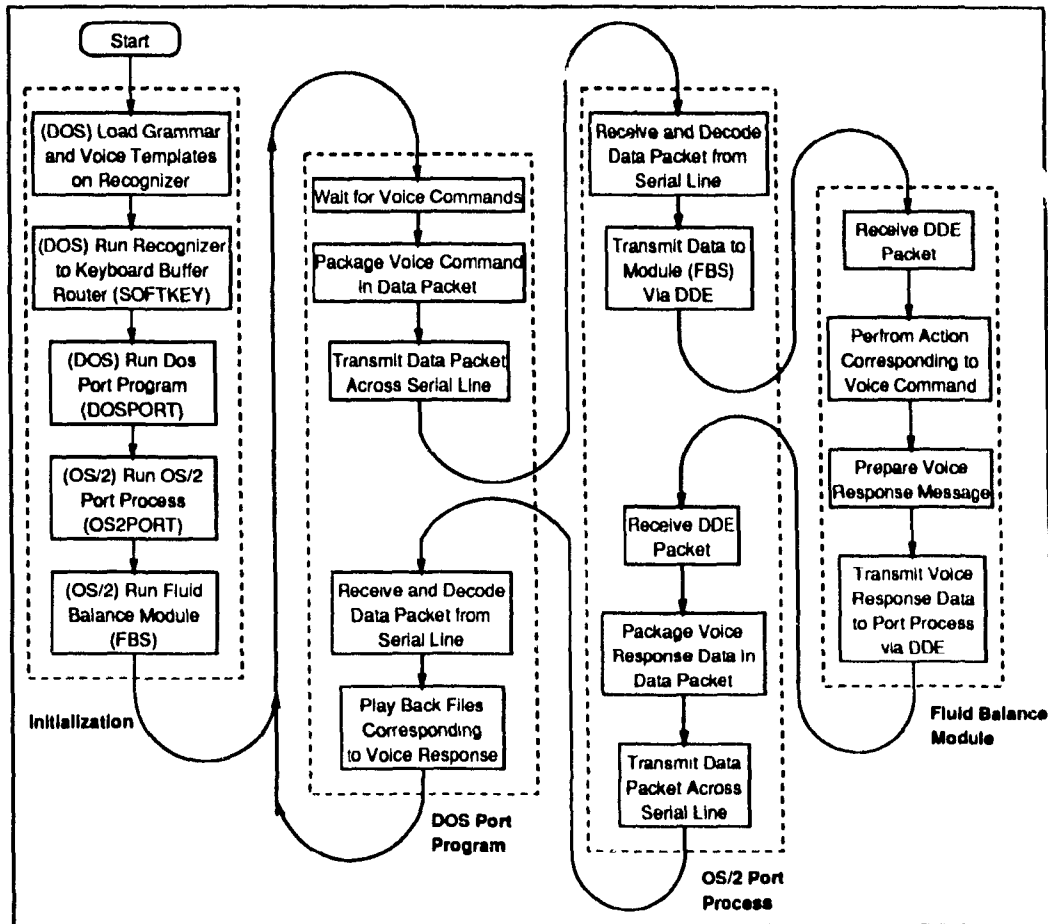 Start
(DOS) Load Grammar
and Voice Templates
on Recognizer
(DOS) Run Recognizer
to Keyboard Buffer
Router (SOFTKEY)
(DOS) Run Dos
Port Program
(DOSPORT)
(OS/2) Run OS/2
Port Process
(OS2PORT)
(OS/2) Run Fluid
Balance Module
(FBS)
Initialization
Wait for Voice Commands
Package Voice Command
in Data Packet
Transmit Data Packet
Across Serial Line
Receive and Decode
Data Packet from
Serial Line
Play Back Files
Corresponding
to Voice Response
DOS Port
Program
Receive and Decode
Data Packet from
Serial Line
Transmit Data to
Module (FBS)
Via DDE
Receive DDE
Packet
Package Voice
Response Data in
Data Packet
Transmit Data
Packet Across
Serial Line
OS/2 Port
Process
Receive DDE
Packet
Perfrom Action
Corresponding to
Voice Command
Prepare Voice
Response Message
Transmit Voice
Response Data
to Port Process
via DDE
Fluid Balance
Module